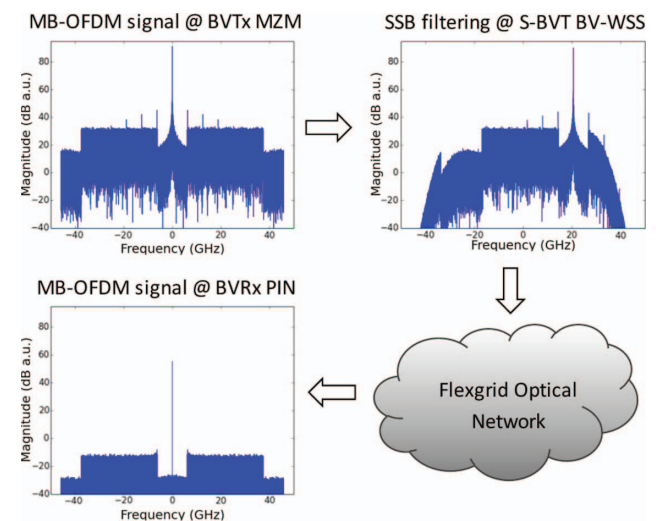 MB-OFDM signal @ BVTx MZM
SSB filtering @ S-BVT BV-WSS
Magnitude (dB a.u.)
80
60
40
20
0
−20
−40
−40 −20 0 20 40
Frequency (GHz)
Magnitude (dB a.u.)
80
60
40
20
0
−20
−40
−40 −20 0 20 40
Frequency (GHz)
MB-OFDM signal @ BVRx PIN
Magnitude (dB a.u.)
80
60
40
20
0
−20
−40
−40 −20 0 20 40
Frequency (GHz)
Flexgrid Optical
Network